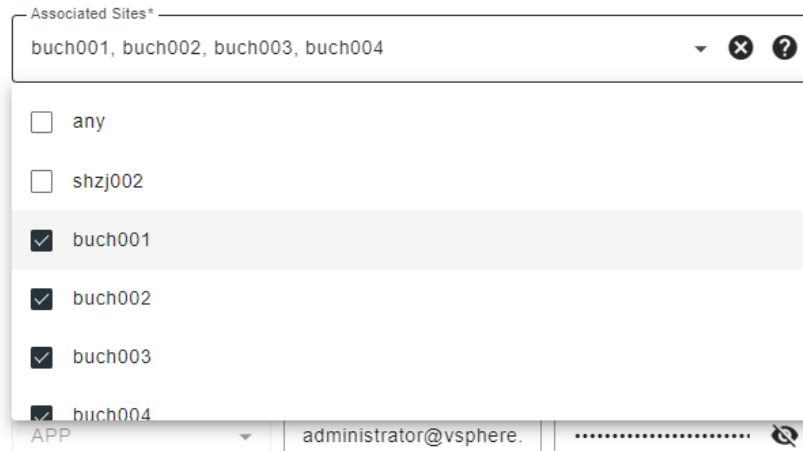 Associated Sites*
buch001, buch002, buch003, buch004
any
shzj002
buch001
buch002
buch003
buch004
APP
administrator@vsphere.